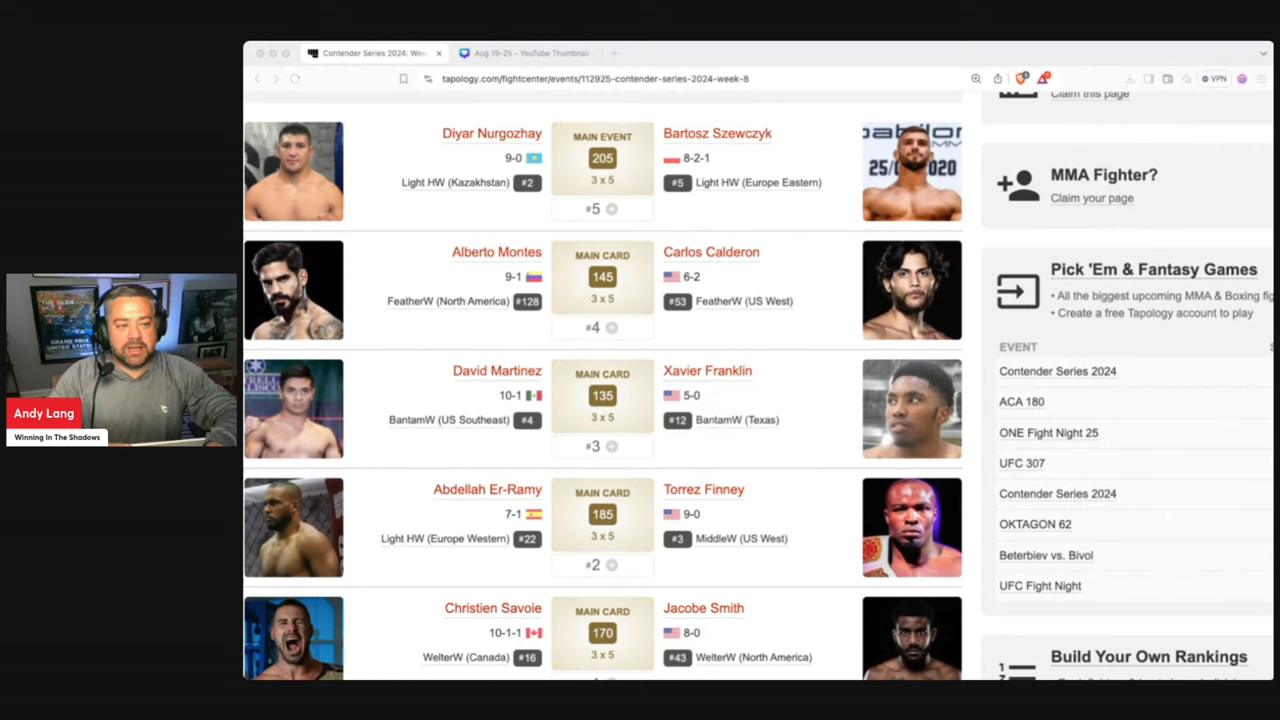 Contender Series 2024: We
Aug 19-25 - YouTube Thumbnail
tapology.com/fightcenter/events/112925-contender-series-2024-week-8
VPN
Claim this page
Diyar Nurgozhay
9-0
Light HW (Kazakhstan) #2
MAIN EVENT
205
3 x 5
#5
Bartosz Szewczyk
8-2-1
#5 Light HW (Europe Eastern)
MMA Fighter?
Claim your page
Alberto Montes
9-1
FeatherW (North America) #128
MAIN CARD
145
3 x 5
#4
Carlos Calderon
6-2
#53 FeatherW (US West)
Pick 'Em & Fantasy Games
• All the biggest upcoming MMA & Boxing fig
• Create a free Tapology account to play
EVENT
Contender Series 2024
ACA 180
ONE Fight Night 25
UFC 307
Contender Series 2024
OKTAGON 62
Beterbiev vs. Bivol
UFC Fight Night
David Martinez
10-1
BantamW (US Southeast) #4
MAIN CARD
135
3 x 5
#3
Xavier Franklin
5-0
#12 BantamW (Texas)
Abdellah Er-Ramy
7-1
Light HW (Europe Western) #22
MAIN CARD
185
3 x 5
#2
Torrez Finney
9-0
#3 MiddleW (US West)
Christien Savoie
10-1-1
WelterW (Canada) #16
MAIN CARD
170
3 x 5
Jacobe Smith
8-0
#43 WelterW (North America)
Build Your Own Rankings
THE GLEN
GRAND PRIX
UNITED STATES
Andy Lang
Winning In The Shadows